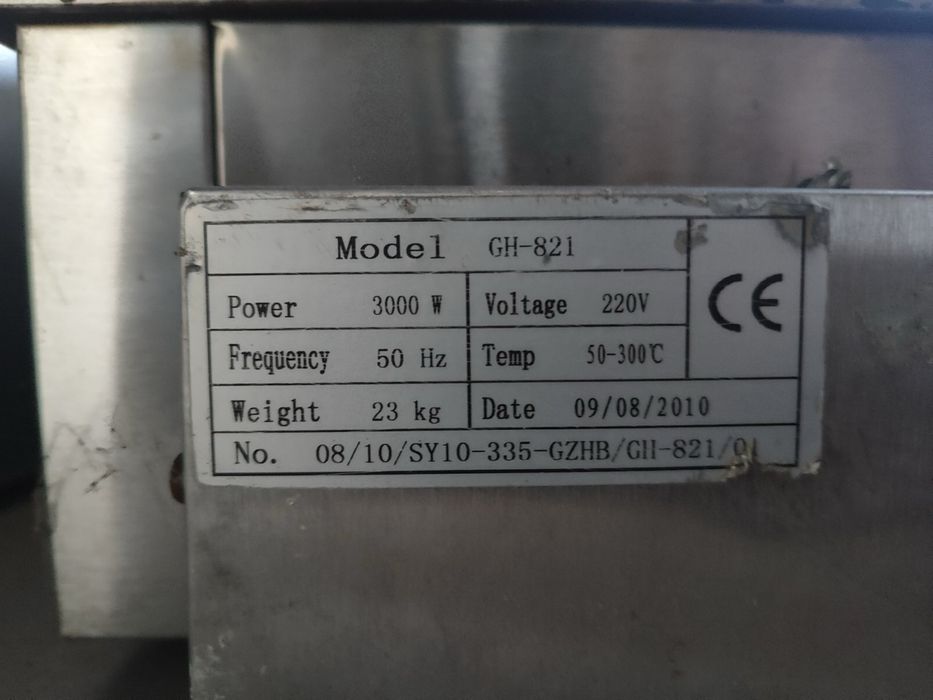 Model GH-821
Power 3000 W Voltage 220V
CE
Frequency 50 Hz Temp 50-300℃
Weight 23 kg Date 09/08/2010
No. 08/10/SY10-335-GZHB/GH-821/01